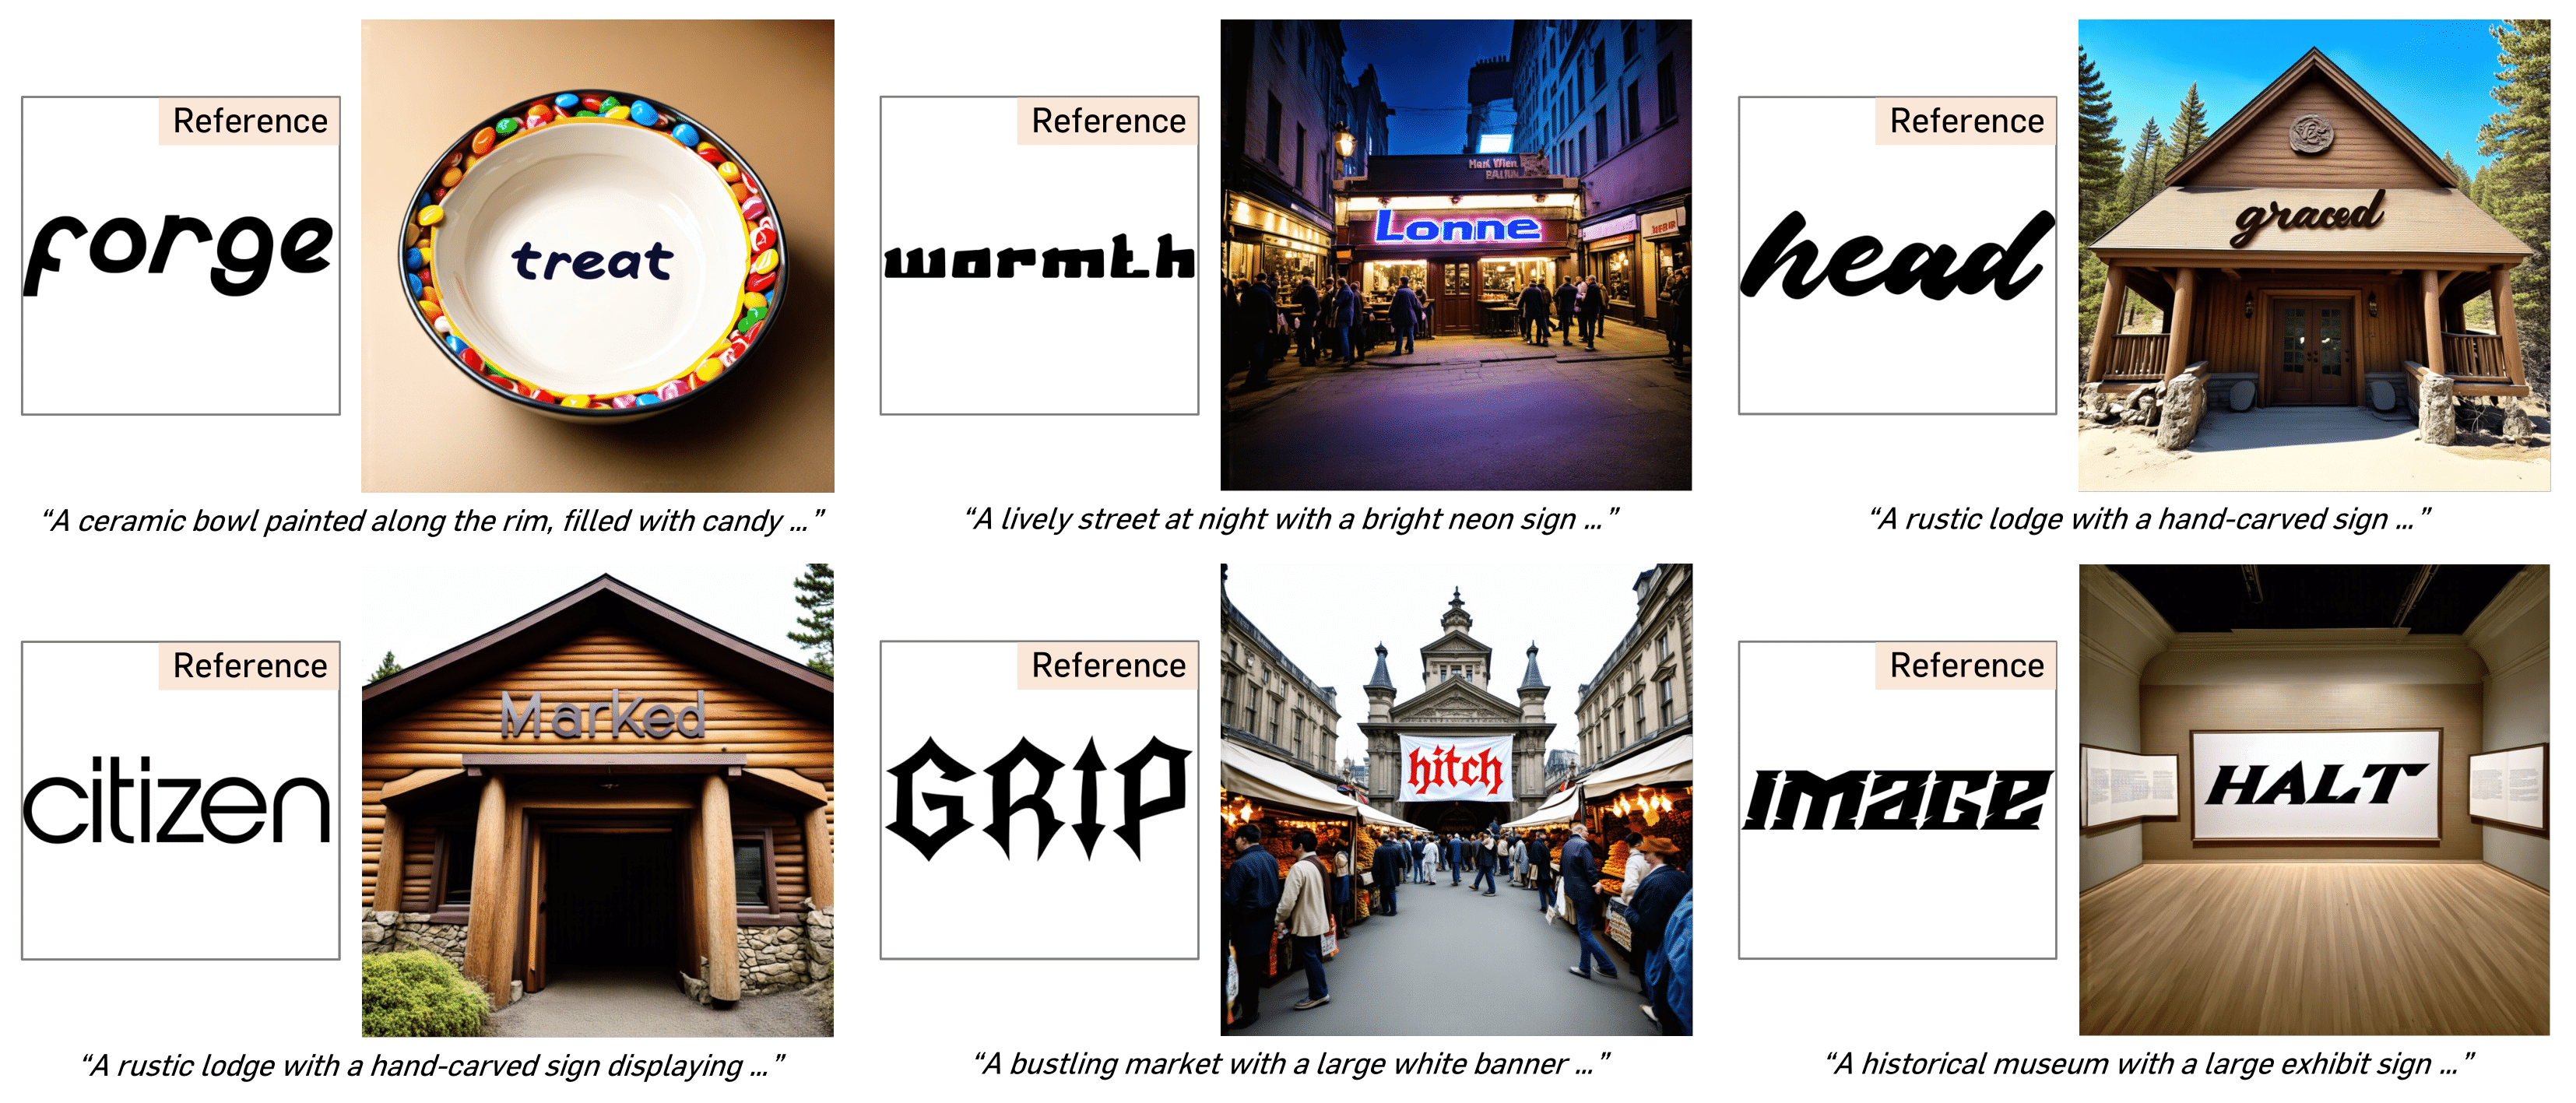 Reference
forge
treat
"A ceramic bowl painted along the rim, filled with candy ..."
Reference
warmth
Lonne
"A lively street at night with a bright neon sign ..."
Reference
head
graced
"A rustic lodge with a hand-carved sign ..."
Reference
citizen
Marked
"A rustic lodge with a hand-carved sign displaying ..."
Reference
GRIP
hitch
"A bustling market with a large white banner ..."
Reference
IMAGE
HALT
"A historical museum with a large exhibit sign ..."